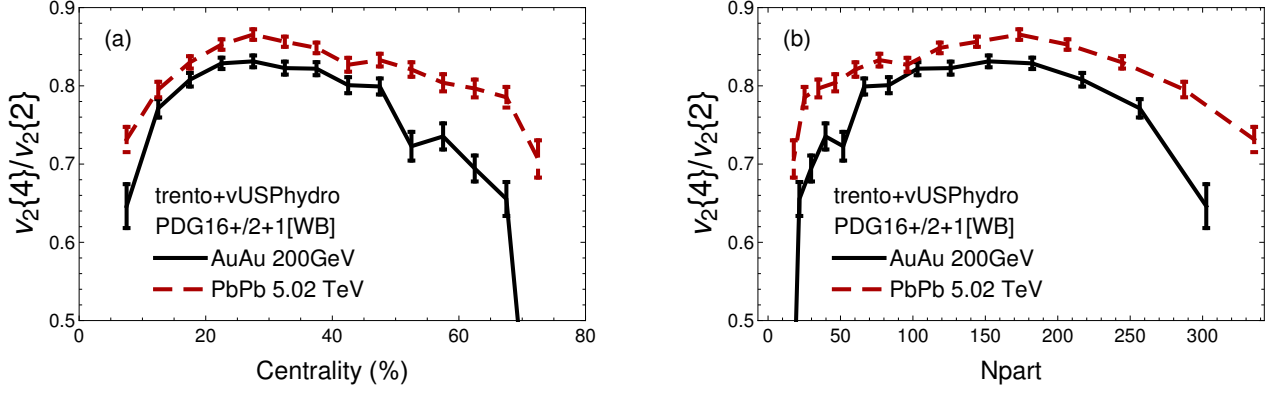 (a)
v2{4}/v2{2}
0.9
0.8
0.7
0.6
0.5
trento+vUSPhydro
PDG16+/2+1[WB]
AuAu 200GeV
PbPb 5.02 TeV
0 20 40 60 80
Centrality (%)
(b)
v2{4}/v2{2}
0.9
0.8
0.7
0.6
0.5
trento+vUSPhydro
PDG16+/2+1[WB]
AuAu 200GeV
PbPb 5.02 TeV
0 50 100 150 200 250 300
Npart